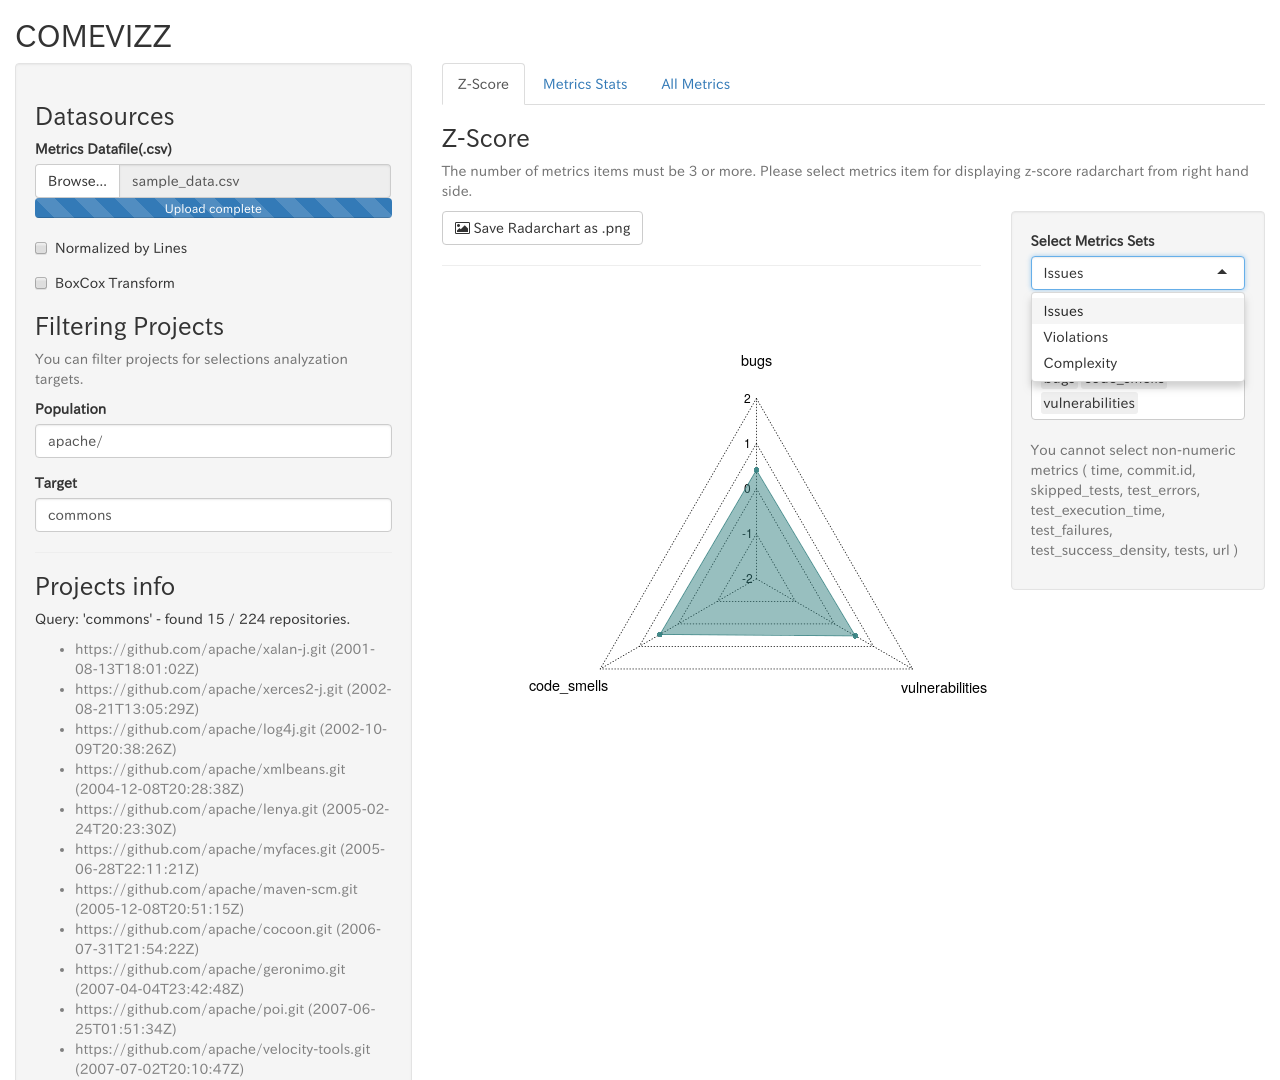 COMEVIZZ
Datasources
Metrics Datafile(.csv)
Browse...
sample_data.csv
Upload complete
Normalized by Lines
BoxCox Transform
Filtering Projects
You can filter projects for selections analyzation
targets.
Population
apache/
Target
commons
Projects info
Query: 'commons' - found 15 / 224 repositories.
https://github.com/apache/xalan-j.git (2001-
08-13T18:01:02Z)
https://github.com/apache/xerces2-j.git (2002-
08-21T13:05:29Z)
https://github.com/apache/log4j.git (2002-10-
09T20:38:26Z)
https://github.com/apache/xmlbeans.git
(2004-12-08T20:28:38Z)
https://github.com/apache/lenya.git (2005-02-
24T20:23:30Z)
https://github.com/apache/myfaces.git (2005-
06-28T22:11:21Z)
https://github.com/apache/maven-scm.git
(2005-12-08T20:51:15Z)
https://github.com/apache/cocoon.git (2006-
07-31T21:54:22Z)
https://github.com/apache/geronimo.git
(2007-04-04T23:42:48Z)
https://github.com/apache/poi.git (2007-06-
25T01:51:34Z)
https://github.com/apache/velocity-tools.git
(2007-07-02T20:10:47Z)
Z-Score
Metrics Stats
All Metrics
Z-Score
The number of metrics items must be 3 or more. Please select metrics item for displaying z-score radarchart from right hand
side.
Save Radarchart as .png
bugs
2
1
0
-1
-2
code_smells
vulnerabilities
Select Metrics Sets
Issues
Issues
Violations
Complexity
bugs code_smells
vulnerabilities
You cannot select non-numeric
metrics ( time, commit.id,
skipped_tests, test_errors,
test_execution_time,
test_failures,
test_success_density, tests, url )